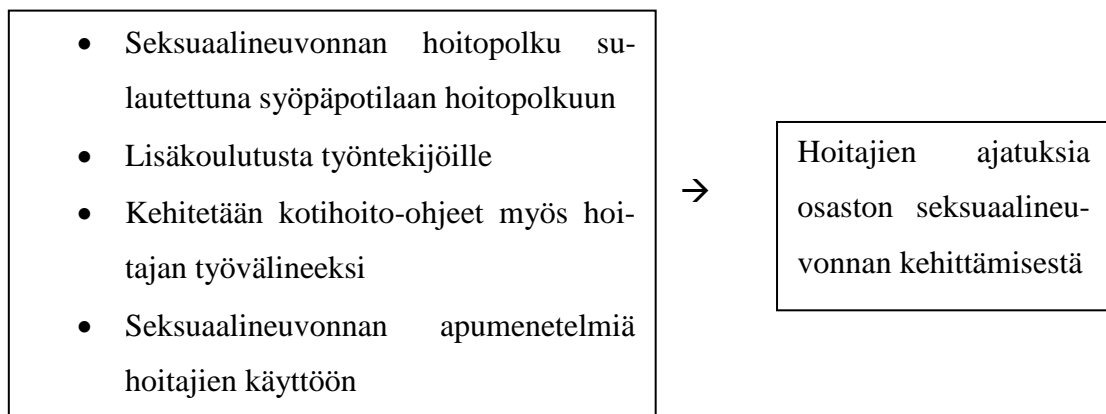 • Seksuaalineuvonnan hoitopolku su-
lautettuna syöpäpotilaan hoitopolkuun
• Lisäkoulutusta työntekijöille
• Kehitetään kotihoito-ohjeet myös hoi-
tajan työvälineeksi
• Seksuaalineuvonnan apumenetelmiä
hoitajien käyttöön
→
Hoitajien ajatuksia
osaston seksuaalineu-
vonnan kehittämisestä